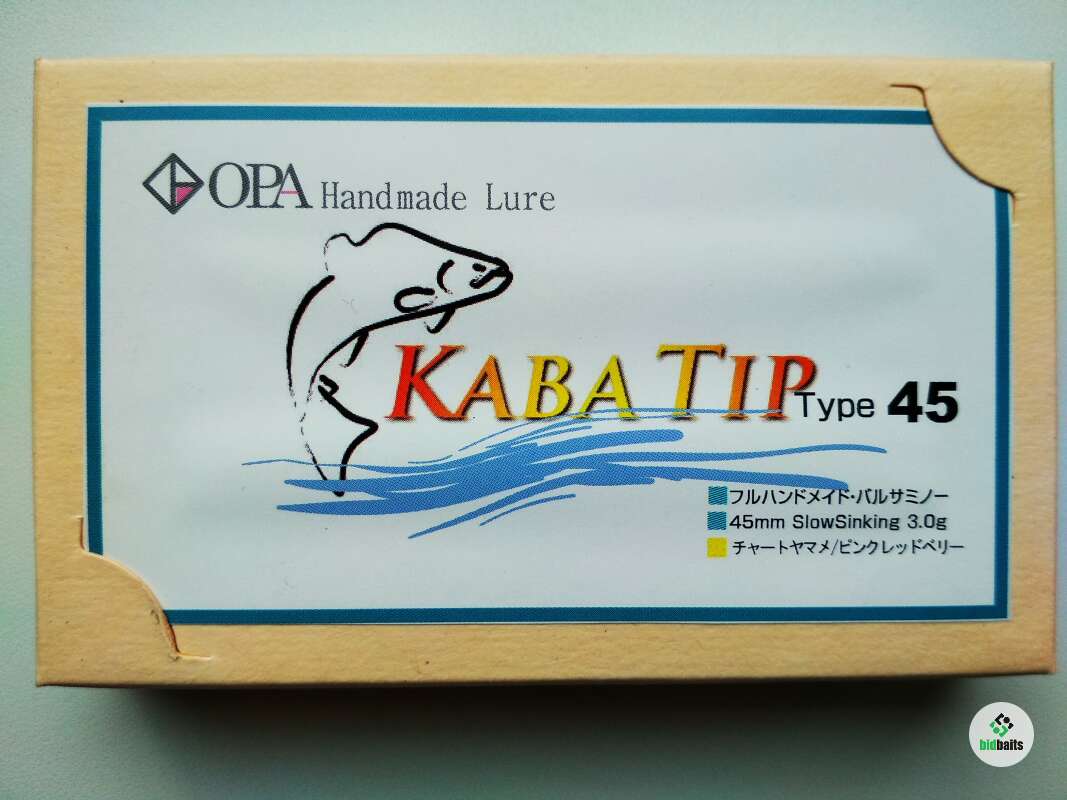 OPA Handmade Lure
KABA TIP Type 45
フルハンドメイド・バルサミノー
45mm SlowSinking 3.0g
チャートヤマメ/ピンクレッドベリー
bidbaits